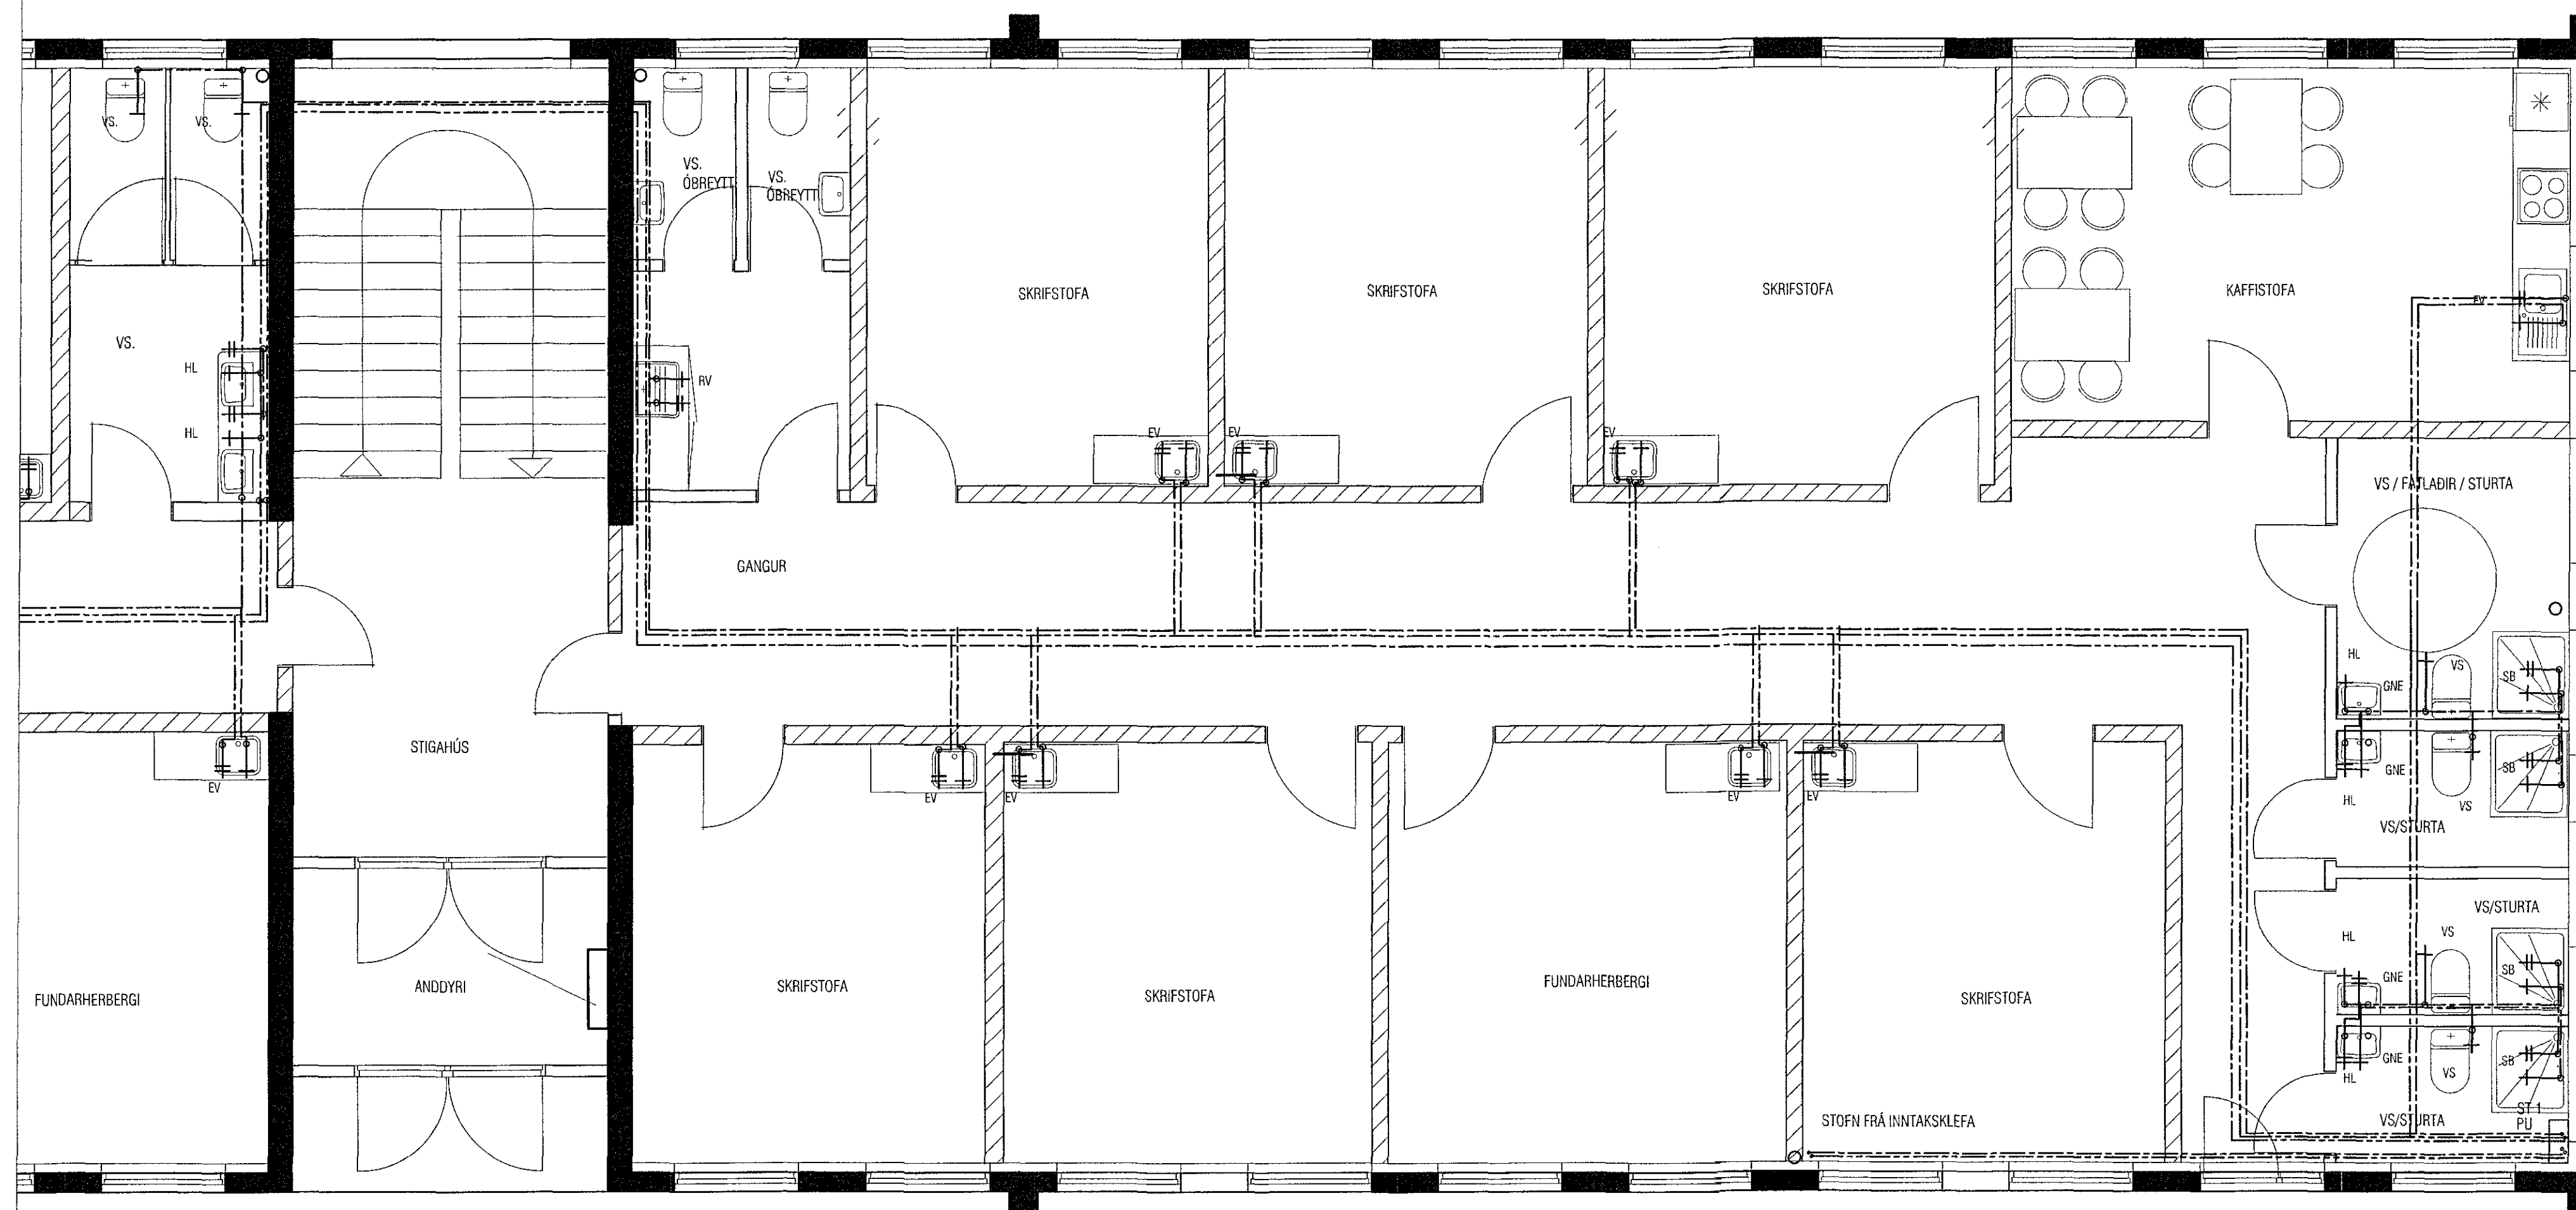 VS.
VS.
VS.
ÓBREYTT
VS.
ÓBREYTT
SKRIFSTOFA
SKRIFSTOFA
SKRIFSTOFA
KAFFISTOFA
EV
VS.
HL
HL
RV
EV
EV
EV
VS / FATLAÐIR / STURTA
GANGUR
HL
GNE
VS
SB
STIGAHÚS
EV
EV
EV
EV
EV
GNE
HL
VS
SB
VS/STURTA
VS/STURTA
HL
VS
GNE
SB
FUNDARHERBERGI
ANDDYRI
SKRIFSTOFA
SKRIFSTOFA
FUNDARHERBERGI
SKRIFSTOFA
GNE
HL
VS
SB
STOFN FRÁ INNTAKSKLEFA
VS/STURTA
ST 1
PU